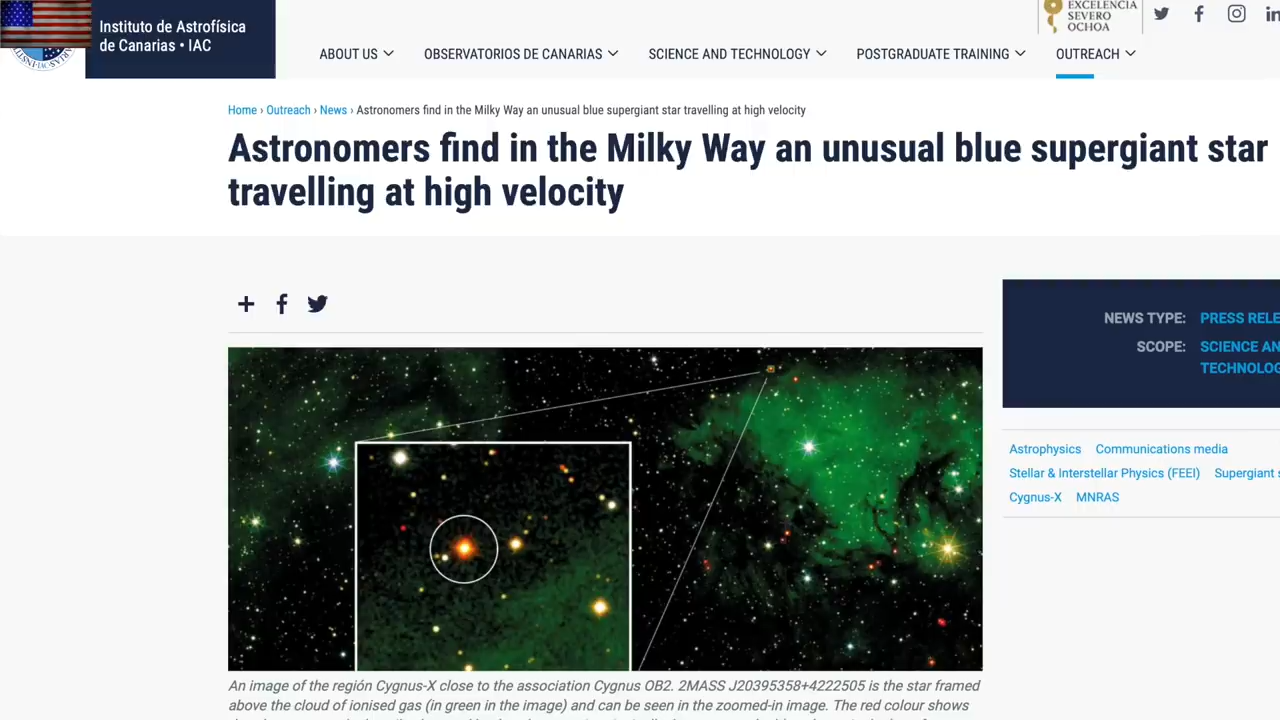 Instituto de Astrofísica
de Canarias • IAC
EXCELENCIA
SEVERO
OCHOA
ABOUT US
OBSERVATORIOS DE CANARIAS
SCIENCE AND TECHNOLOGY
POSTGRADUATE TRAINING
OUTREACH
Home › Outreach › News › Astronomers find in the Milky Way an unusual blue supergiant star travelling at high velocity
Astronomers find in the Milky Way an unusual blue supergiant star
travelling at high velocity
NEWS TYPE: PRESS RELE
SCOPE: SCIENCE AN
TECHNOLOG
Astrophysics Communications media
Stellar & Interstellar Physics (FEEI) Supergiant s
Cygnus-X MNRAS
An image of the región Cygnus-X close to the association Cygnus OB2. 2MASS J20395358+4222505 is the star framed
above the cloud of ionised gas (in green in the image) and can be seen in the zoomed-in image. The red colour shows